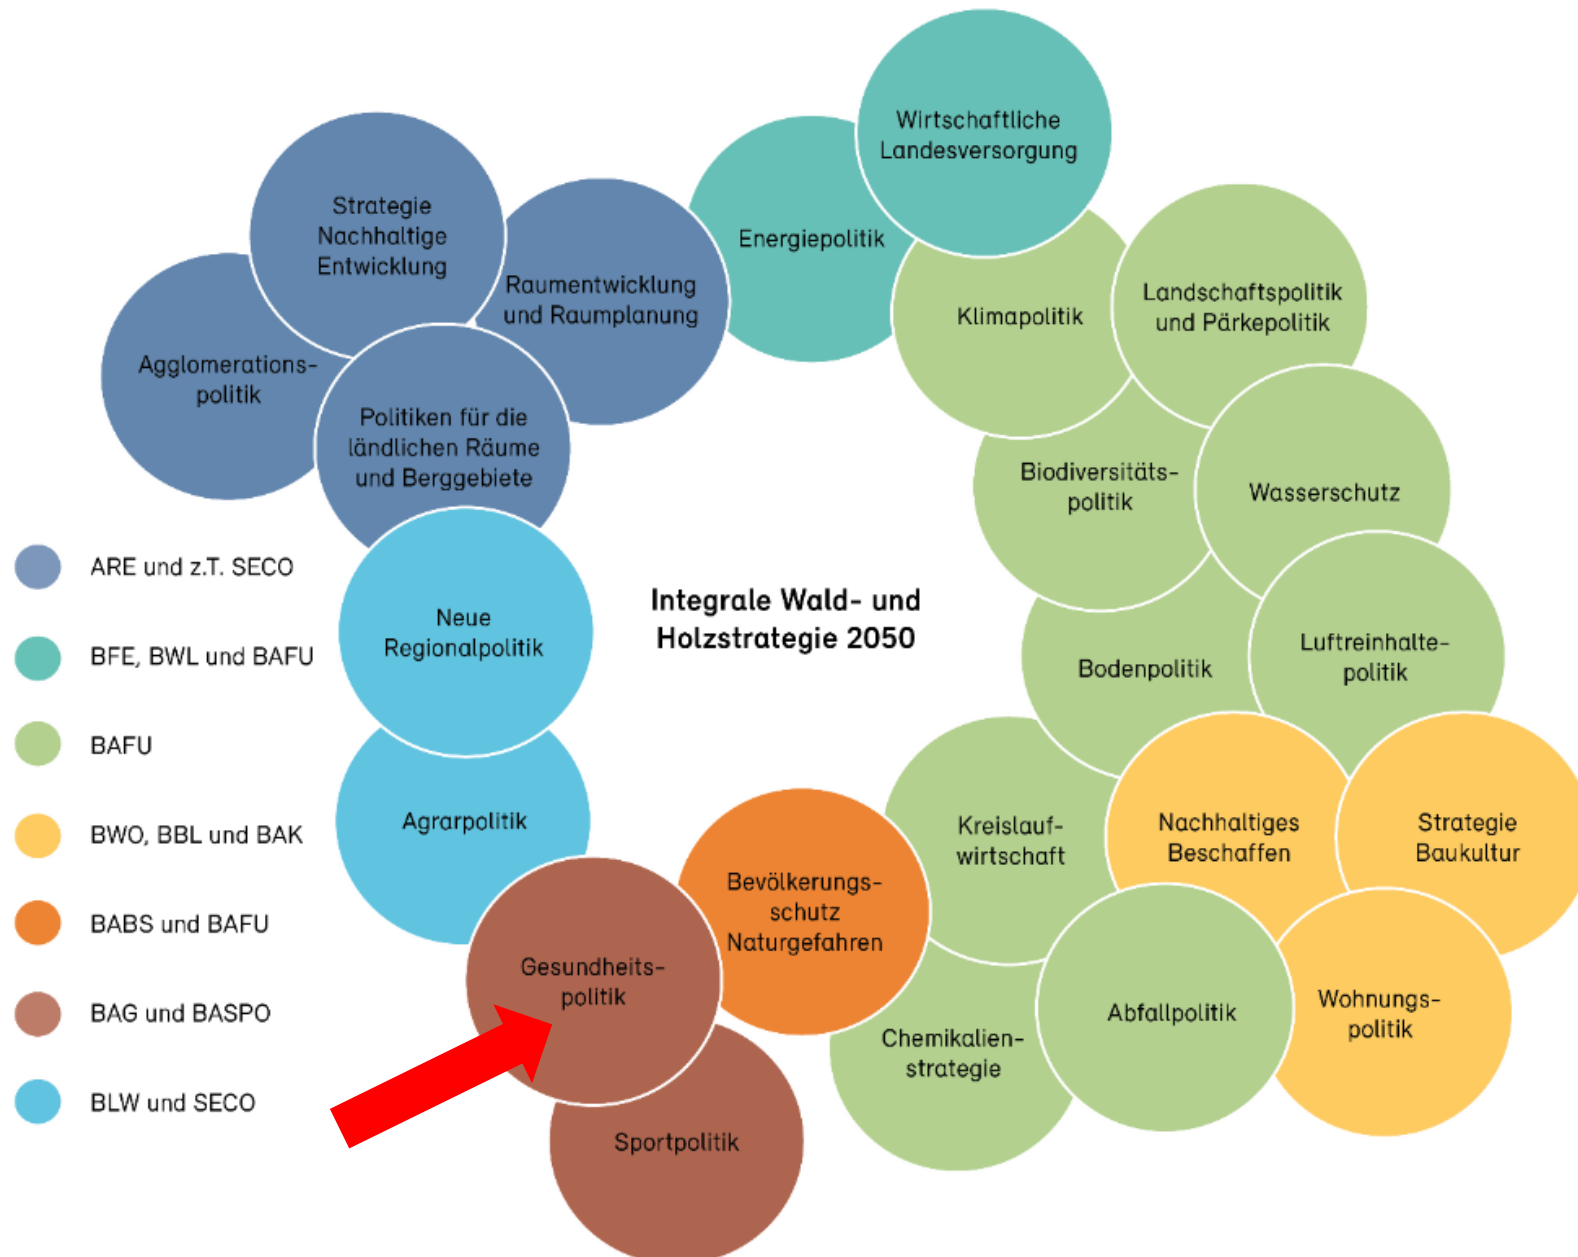 Wirtschaftliche
Landesversorgung
Energiepolitik
Strategie
Nachhaltige
Entwicklung
Raumentwicklung
und Raumplanung
Agglomerations-
politik
Politiken für die
ländlichen Räume
und Berggebiete
Klimapolitik
Landschaftspolitik
und Pärkepolitik
Biodiversitäts-
politik
Wasserschutz
Neue
Regionalpolitik
Integrale Wald- und
Holzstrategie 2050
Bodenpolitik
Luftreinhalte-
politik
Agrarpolitik
Kreislauf-
wirtschaft
Nachhaltiges
Beschaffen
Strategie
Baukultur
Bevölkerungs-
schutz
Naturgefahren
Gesundheits-
politik
Chemikalien-
strategie
Abfallpolitik
Wohnungs-
politik
Sportpolitik
ARE und z.T. SECO
BFE, BWL und BAFU
BAFU
BWO, BBL und BAK
BABS und BAFU
BAG und BASPO
BLW und SECO